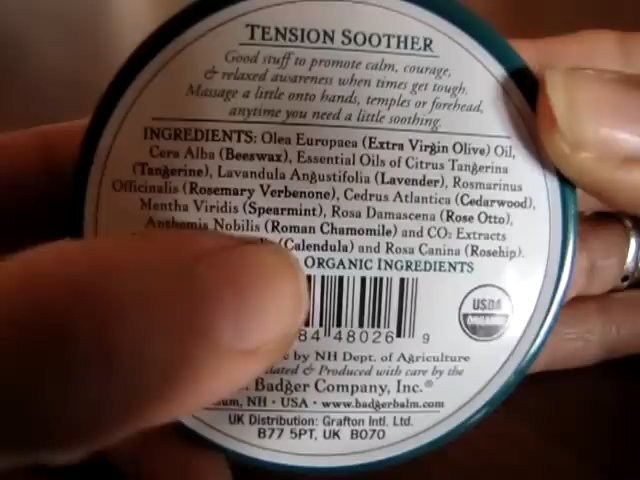 TENSION SOOTHER
Good stuff to promote calm, courage,
& relaxed awareness when times get tough.
Massage a little onto hands, temples or forehead,
anytime you need a little soothing.
INGREDIENTS: Olea Europaea (Extra Virgin Olive) Oil,
Cera Alba (Beeswax), Essential Oils of Citrus Tangerina
(Tangerine), Lavandula Angustifolia (Lavender), Rosmarinus
Officinalis (Rosemary Verbenone), Cedrus Atlantica (Cedarwood),
Mentha Viridis (Spearmint), Rosa Damascena (Rose Otto),
Anthemis Nobilis (Roman Chamomile) and CO2 Extracts
(Calendula) and Rosa Canina (Rosehip).
ORGANIC INGREDIENTS
USDA
ORGANIC
84 48026 9
by NH Dept. of Agriculture
& Produced with care by the
Badger Company, Inc.®
NH • USA • www.badgerbalm.com
UK Distribution: Grafton Intl. Ltd.
B77 5PT, UK B070